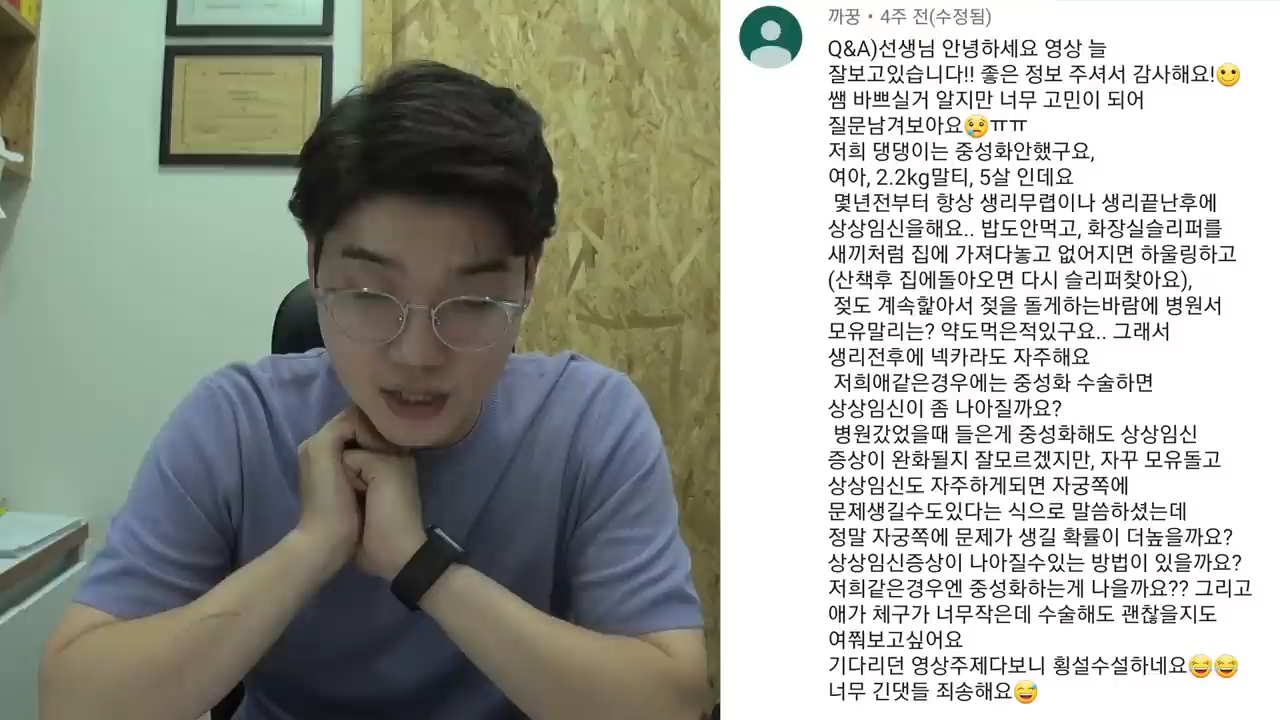 까꿍 • 4주 전(수정됨)
Q&A)선생님 안녕하세요 영상 늘
잘보고있습니다!! 좋은 정보 주셔서 감사해요!🙂
쌤 바쁘실거 알지만 너무 고민이 되어
질문남겨보아요😢ㅠㅠ
저희 댕댕이는 중성화안했구요,
여아, 2.2kg말티, 5살 인데요
몇년전부터 항상 생리무렵이나 생리끝난후에
상상임신을해요.. 밥도안먹고, 화장실슬리퍼를
새끼처럼 집에 가져다놓고 없어지면 하울링하고
(산책후 집에돌아오면 다시 슬리퍼찾아요),
젖도 계속핥아서 젖을 돌게하는바람에 병원서
모유말리는? 약도먹은적있구요.. 그래서
생리전후에 넥카라도 자주해요
저희애같은경우에는 중성화 수술하면
상상임신이 좀 나아질까요?
병원갔었을때 들은게 중성화해도 상상임신
증상이 완화될지 잘모르겠지만, 자꾸 모유돌고
상상임신도 자주하게되면 자궁쪽에
문제생길수도있다는 식으로 말씀하셨는데
정말 자궁쪽에 문제가 생길 확률이 더높을까요?
상상임신증상이 나아질수있는 방법이 있을까요?
저희같은경우엔 중성화하는게 나을까요?? 그리고
애가 체구가 너무작은데 수술해도 괜찮을지도
여쭤보고싶어요
기다리던 영상주제다보니 횡설수설하네요😂😂
너무 긴댓들 죄송해요😅